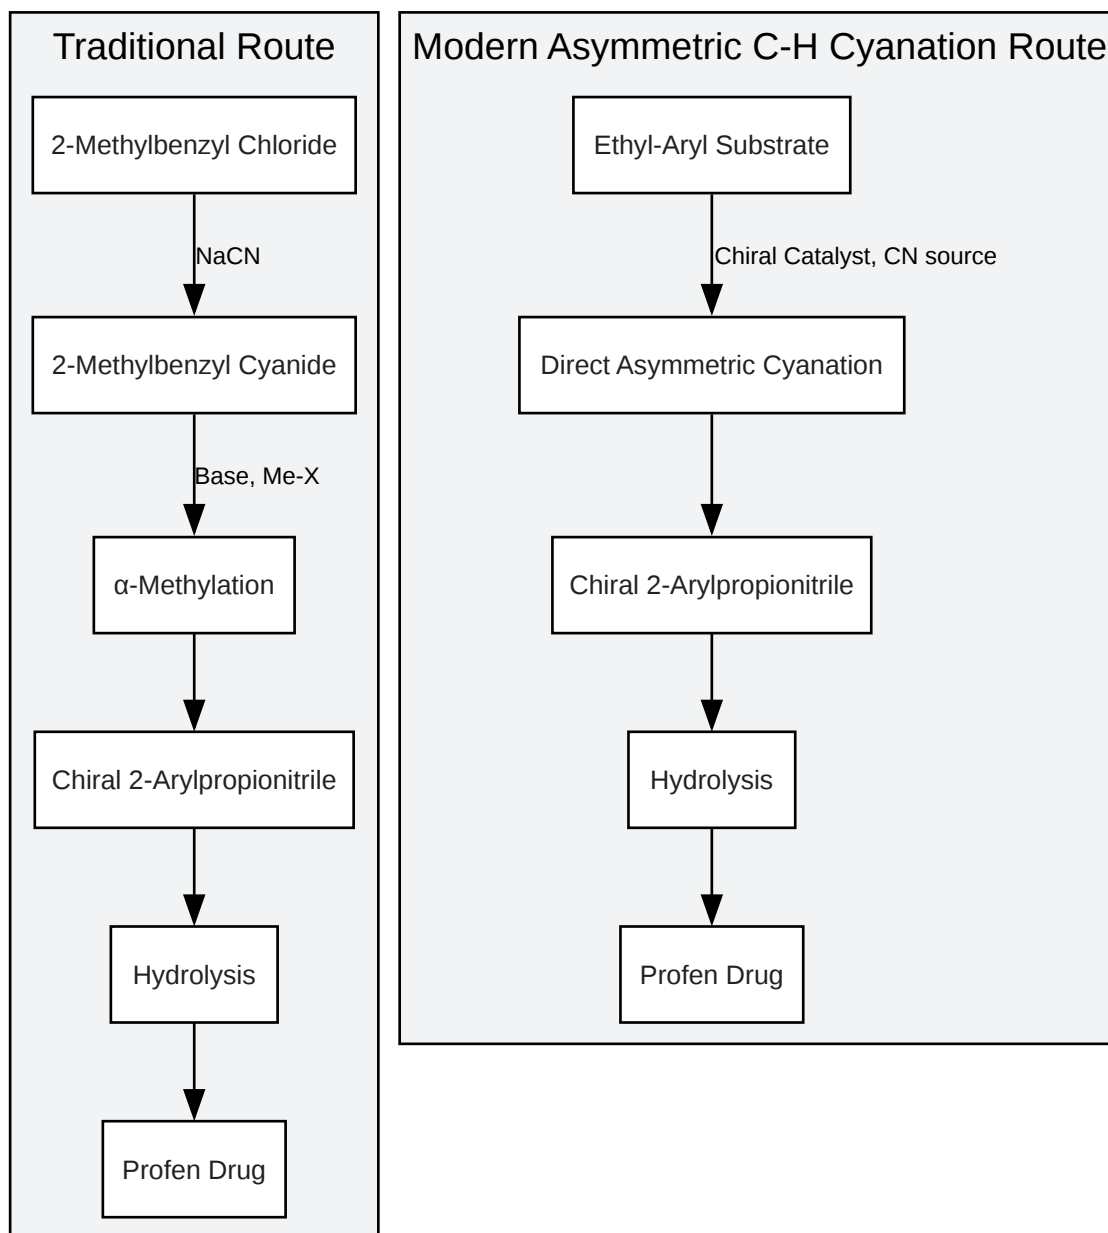 Traditional Route
2-Methylbenzyl Chloride
NaCN
2-Methylbenzyl Cyanide
Base, Me-X
α-Methylation
Chiral 2-Arylpropionitrile
Hydrolysis
Profen Drug
Modern Asymmetric C-H Cyanation Route
Ethyl-Aryl Substrate
Chiral Catalyst, CN source
Direct Asymmetric Cyanation
Chiral 2-Arylpropionitrile
Hydrolysis
Profen Drug